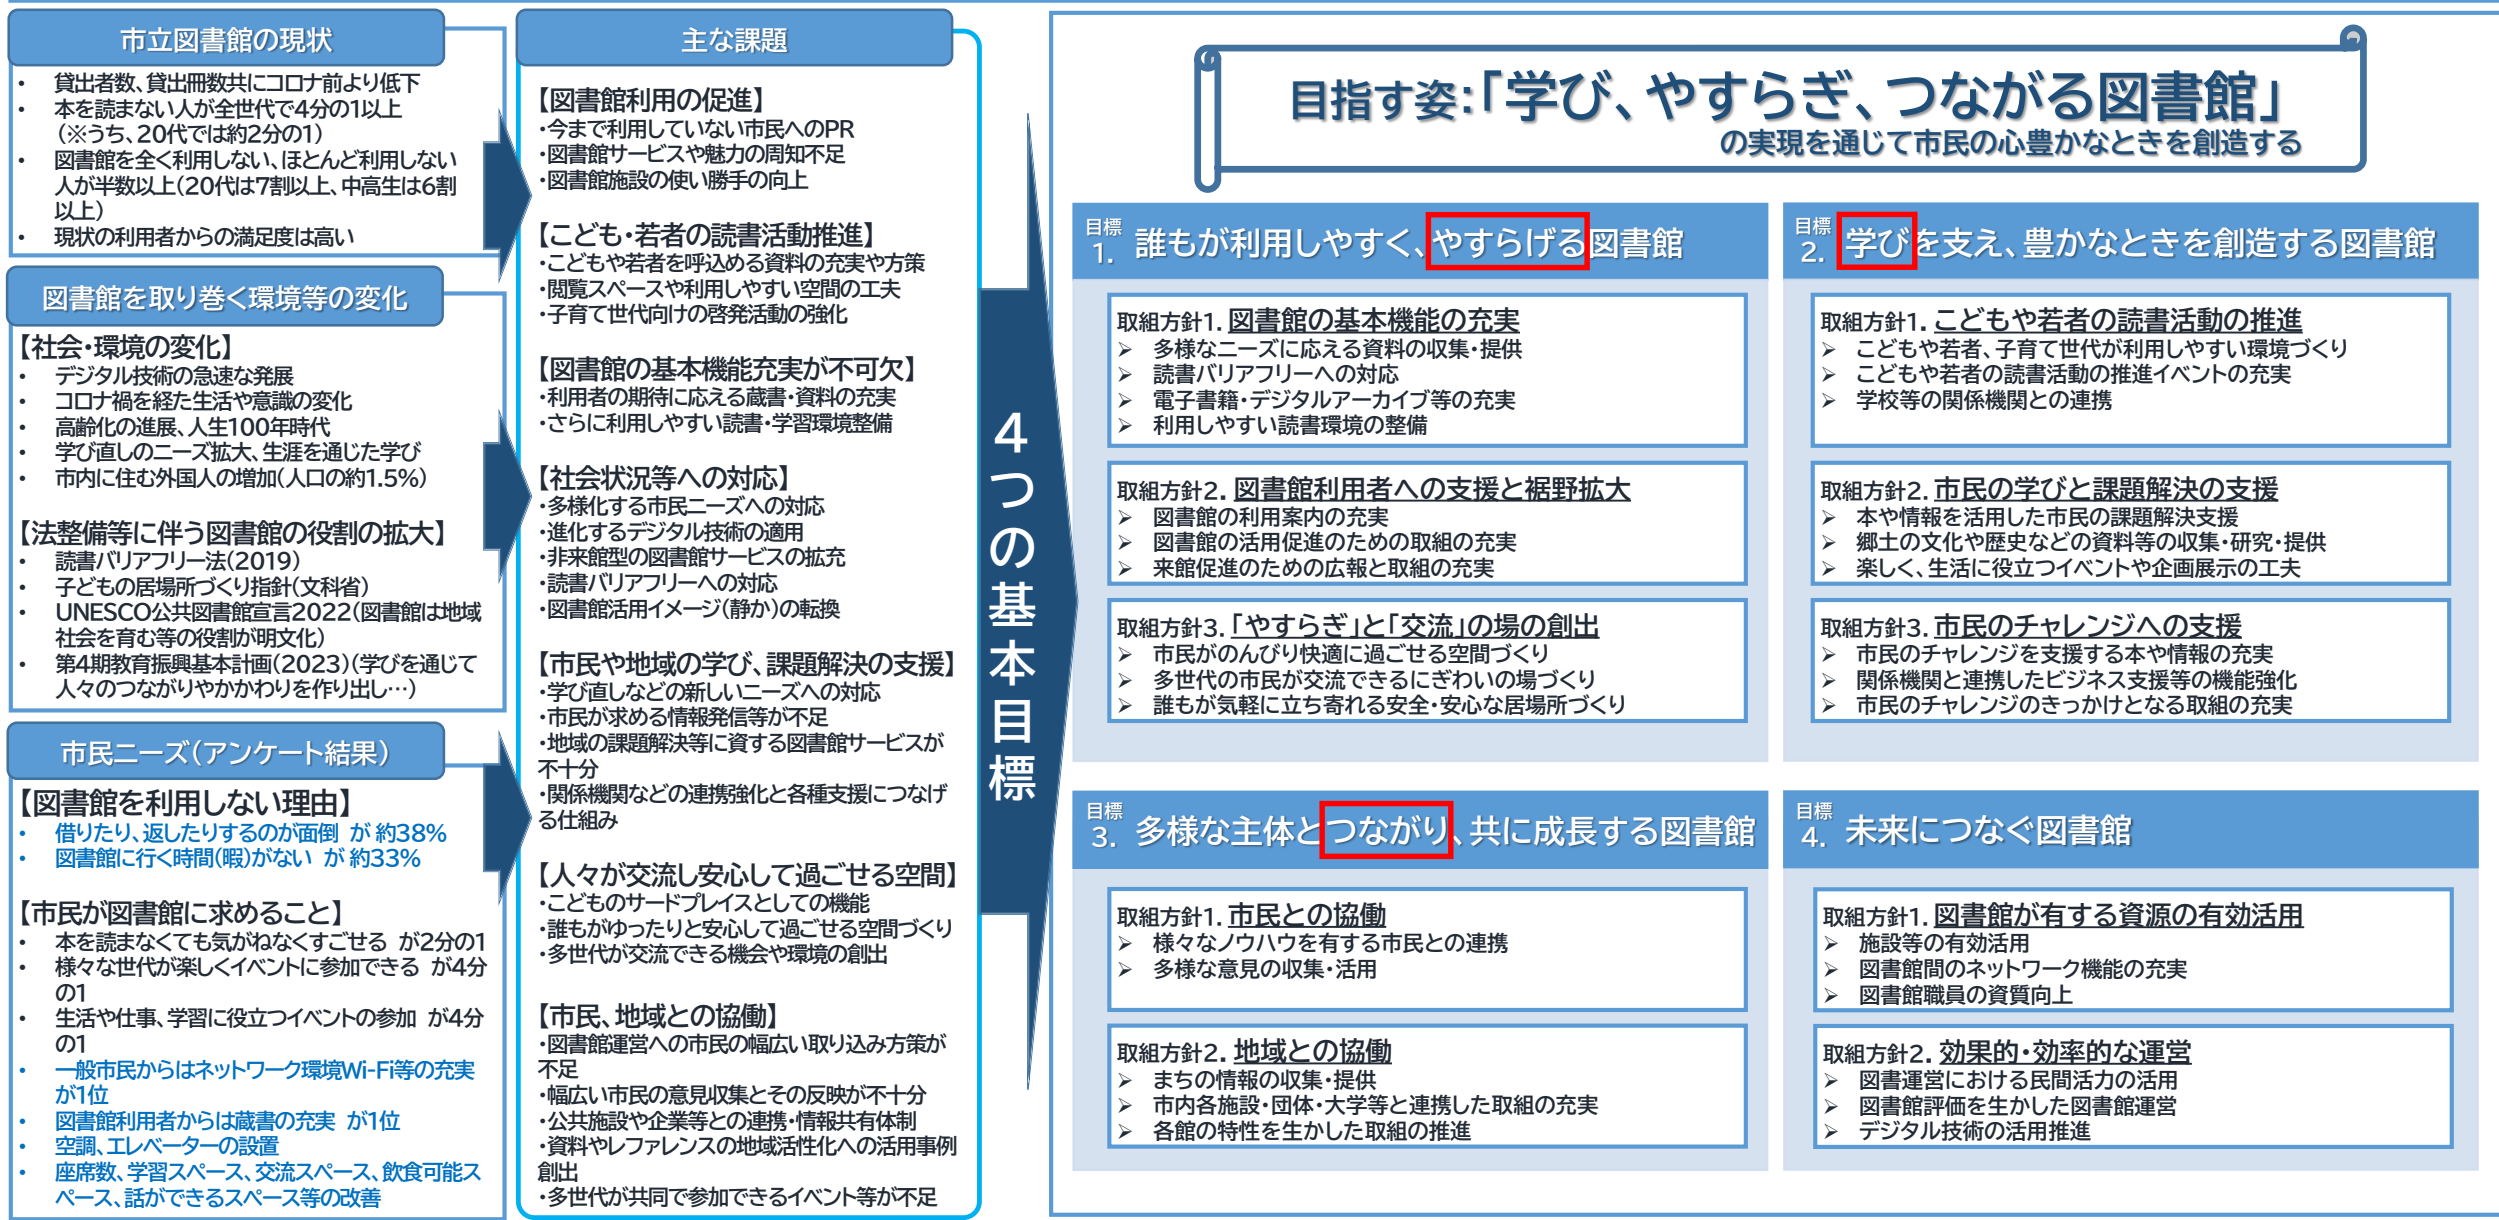 市立図書館の現状
• 貸出者数、貸出冊数共にコロナ前より低下
• 本を読まない人が全世代で4分の1以上
（※うち、20代では約2分の1）
• 図書館を全く利用しない、ほとんど利用しない
人が半数以上（20代は7割以上、中高生は6割
以上）
• 現状の利用者からの満足度は高い
図書館を取り巻く環境等の変化
【社会・環境の変化】
• デジタル技術の急速な発展
• コロナ禍を経た生活や意識の変化
• 高齢化の進展、人生100年時代
• 学び直しのニーズ拡大、生涯を通じた学び
• 市内に住む外国人の増加（人口の約1.5%）
【法整備等に伴う図書館の役割の拡大】
• 読書バリアフリー法（2019）
• 子どもの居場所づくり指針（文科省）
• UNESCO公共図書館宣言2022（図書館は地域
社会を育む等の役割が明文化）
• 第4期教育振興基本計画（2023）（学びを通じて
人々のつながりやかかわりを作り出し…）
市民ニーズ（アンケート結果）
【図書館を利用しない理由】
• 借りたり、返したりするのが面倒 が 約38%
• 図書館に行く時間(暇)がない が 約33%
【市民が図書館に求めること】
• 本を読まなくても気がねなくすごせる が2分の1
• 様々な世代が楽しくイベントに参加できる が4分
の1
• 生活や仕事、学習に役立つイベントの参加 が4分
の1
• 一般市民からはネットワーク環境Wi-Fi等の充実
が1位
• 図書館利用者からは蔵書の充実 が1位
• 空調、エレベーターの設置
• 座席数、学習スペース、交流スペース、飲食可能ス
ペース、話ができるスペース等の改善
主な課題
【図書館利用の促進】
・今まで利用していない市民へのPR
・図書館サービスや魅力の周知不足
・図書館施設の使い勝手の向上
【こども・若者の読書活動推進】
・こどもや若者を呼込める資料の充実や方策
・閲覧スペースや利用しやすい空間の工夫
・子育て世代向けの啓発活動の強化
【図書館の基本機能充実が不可欠】
・利用者の期待に応える蔵書・資料の充実
・さらに利用しやすい読書・学習環境整備
【社会状況等への対応】
・多様化する市民ニーズへの対応
・進化するデジタル技術の適用
・非来館型の図書館サービスの拡充
・読書バリアフリーへの対応
・図書館活用イメージ（静か）の転換
【市民や地域の学び、課題解決の支援】
・学び直しなどの新しいニーズへの対応
・市民が求める情報発信等が不足
・地域の課題解決等に資する図書館サービスが
不十分
・関係機関などの連携強化と各種支援につなげ
る仕組み
【人々が交流し安心して過ごせる空間】
・こどものサードプレイスとしての機能
・誰もがゆったりと安心して過ごせる空間づくり
・多世代が交流できる機会や環境の創出
【市民、地域との協働】
・図書館運営への市民の幅広い取り込み方策が
不足
・幅広い市民の意見収集とその反映が不十分
・公共施設や企業等との連携・情報共有体制
・資料やレファレンスの地域活性化への活用事例
創出
・多世代が共同で参加できるイベント等が不足
4つの基本目標
目指す姿：「学び、やすらぎ、つながる図書館」
の実現を通じて市民の心豊かなときを創造する
目標1. 誰もが利用しやすく、やすらげる図書館
取組方針1. 図書館の基本機能の充実
➢ 多様なニーズに応える資料の収集・提供
➢ 読書バリアフリーへの対応
➢ 電子書籍・デジタルアーカイブ等の充実
➢ 利用しやすい読書環境の整備
取組方針2. 図書館利用者への支援と裾野拡大
➢ 図書館の利用案内の充実
➢ 図書館の活用促進のための取組の充実
➢ 来館促進のための広報と取組の充実
取組方針3. 「やすらぎ」と「交流」の場の創出
➢ 市民がのんびり快適に過ごせる空間づくり
➢ 多世代の市民が交流できるにぎわいの場づくり
➢ 誰もが気軽に立ち寄れる安全・安心な居場所づくり
目標2. 学びを支え、豊かなときを創造する図書館
取組方針1. こどもや若者の読書活動の推進
➢ こどもや若者、子育て世代が利用しやすい環境づくり
➢ こどもや若者の読書活動の推進イベントの充実
➢ 学校等の関係機関との連携
取組方針2. 市民の学びと課題解決の支援
➢ 本や情報を活用した市民の課題解決支援
➢ 郷土の文化や歴史などの資料等の収集・研究・提供
➢ 楽しく、生活に役立つイベントや企画展示の工夫
取組方針3. 市民のチャレンジへの支援
➢ 市民のチャレンジを支援する本や情報の充実
➢ 関係機関と連携したビジネス支援等の機能強化
➢ 市民のチャレンジのきっかけとなる取組の充実
目標3. 多様な主体とつながり、共に成長する図書館
取組方針1. 市民との協働
➢ 様々なノウハウを有する市民との連携
➢ 多様な意見の収集・活用
取組方針2. 地域との協働
➢ まちの情報の収集・提供
➢ 市内各施設・団体・大学等と連携した取組の充実
➢ 各館の特性を生かした取組の推進
目標4. 未来につなぐ図書館
取組方針1. 図書館が有する資源の有効活用
➢ 施設等の有効活用
➢ 図書館間のネットワーク機能の充実
➢ 図書館職員の資質向上
取組方針2. 効果的・効率的な運営
➢ 図書運営における民間活力の活用
➢ 図書館評価を生かした図書館運営
➢ デジタル技術の活用推進